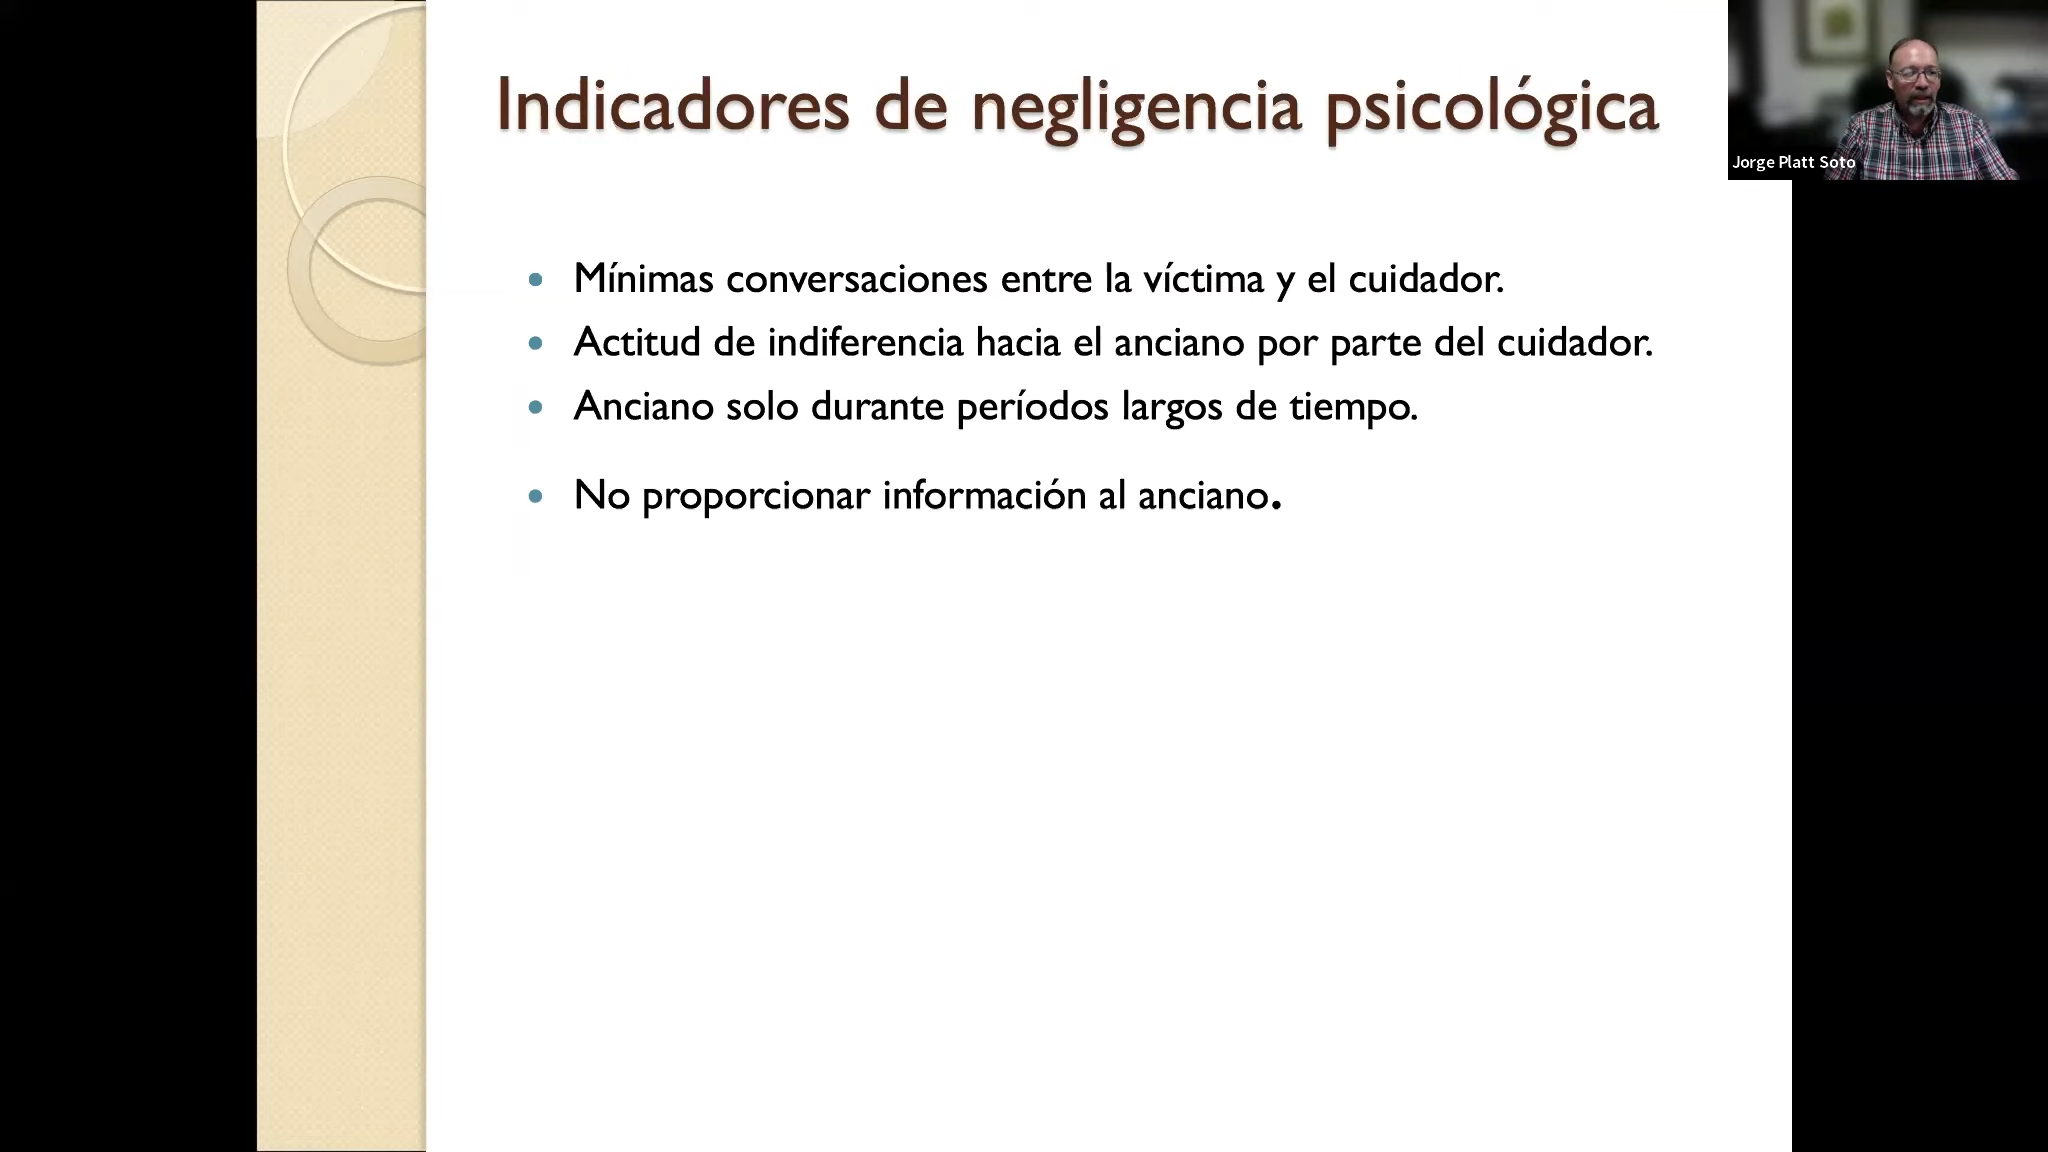 Indicadores de negligencia psicológica
Jorge Platt Soto
• Mínimas conversaciones entre la víctima y el cuidador.
• Actitud de indiferencia hacia el anciano por parte del cuidador.
• Anciano solo durante períodos largos de tiempo.
• No proporcionar información al anciano.